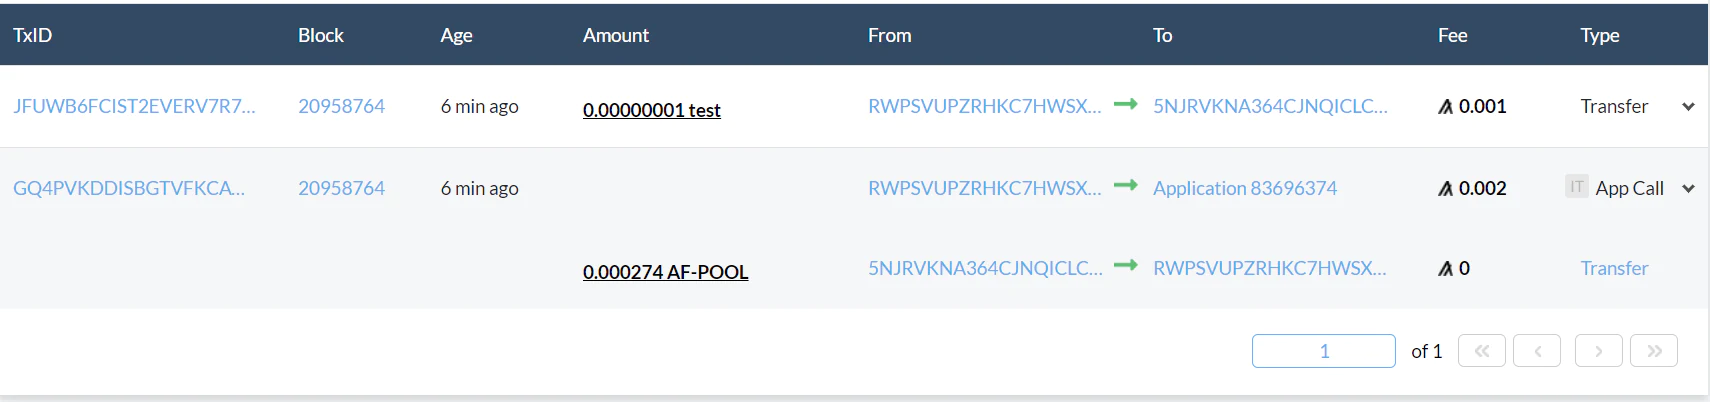 TxID Block Age Amount From To Fee Type
JFUWB6FCIST2EVERV7R7... 20958764 6 min ago 0.00000001 test RWPSVUPZRHKC7HWSX... 5NJRVKNA364CJNQICLC... 0.001 Transfer
GQ4PVKDDISBGTVFKCA... 20958764 6 min ago RWPSVUPZRHKC7HWSX... Application 83696374 0.002 IT App Call
0.000274 AF-POOL 5NJRVKNA364CJNQICLC... RWPSVUPZRHKC7HWSX... 0 Transfer
1 of 1